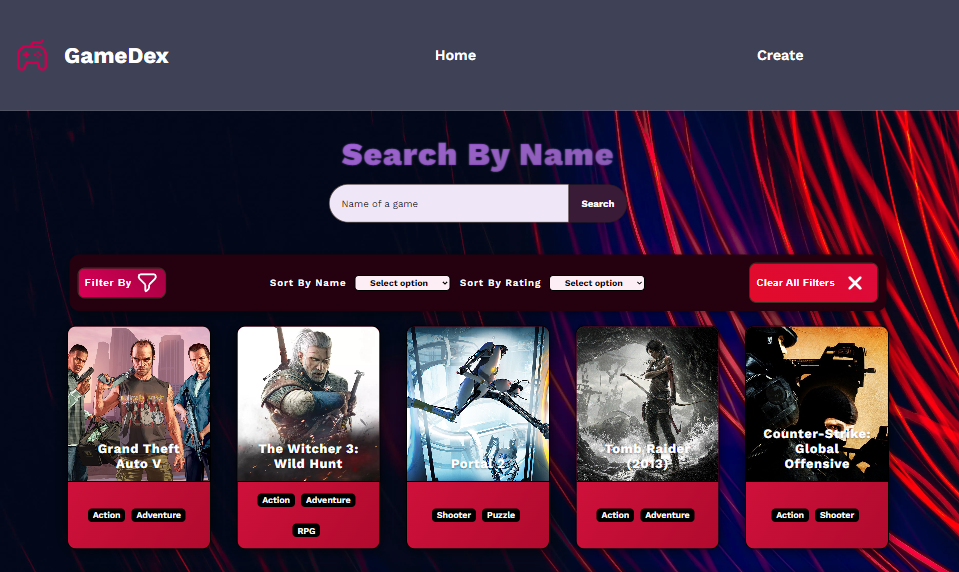 GameDex
Home
Create
Search By Name
Name of a game
Search
Filter By
Sort By Name
Select option
Sort By Rating
Select option
Clear All Filters
Grand Theft
Auto V
Action
Adventure
The Witcher 3:
Wild Hunt
Action
Adventure
RPG
Portal 2
Shooter
Puzzle
Tomb Raider
(2013)
Action
Adventure
Counter-Strike:
Global
Offensive
Action
Shooter